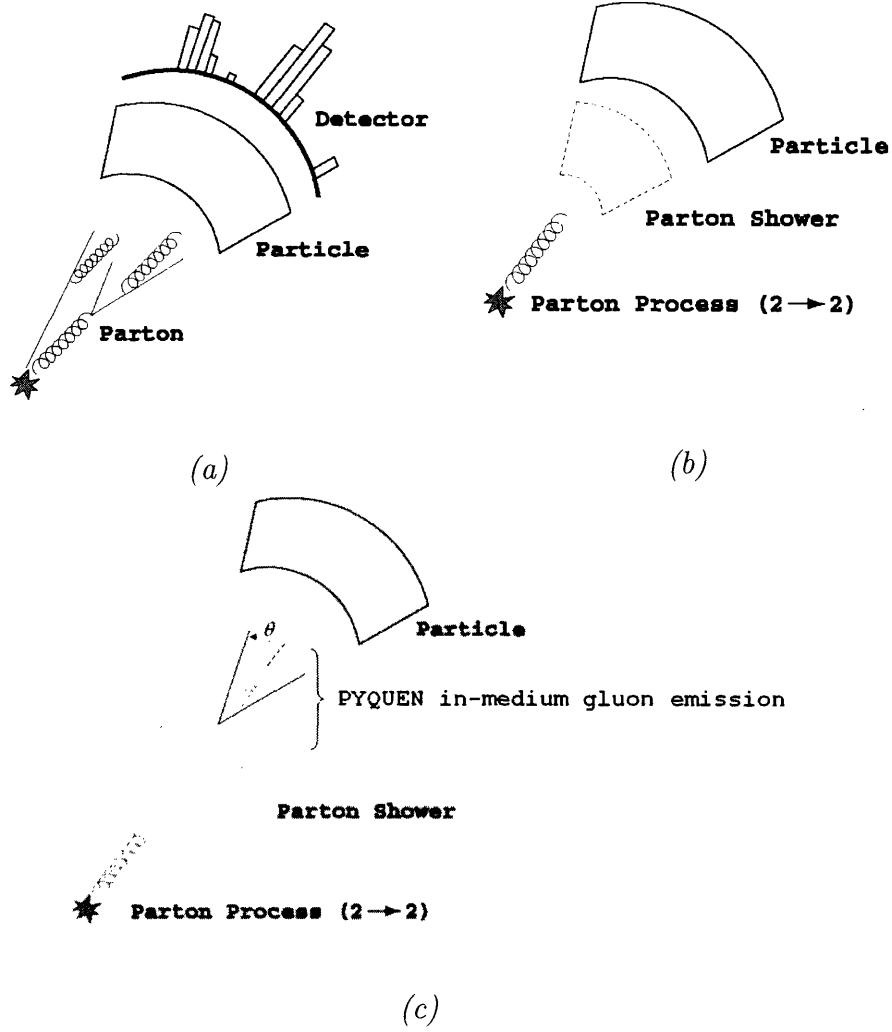 Detector
Particle
Parton
(a)
Particle
Parton Shower
Parton Process (2→2)
(b)
θ
Particle
PYQUEN in-medium gluon emission
Parton Shower
Parton Process (2→2)
(c)